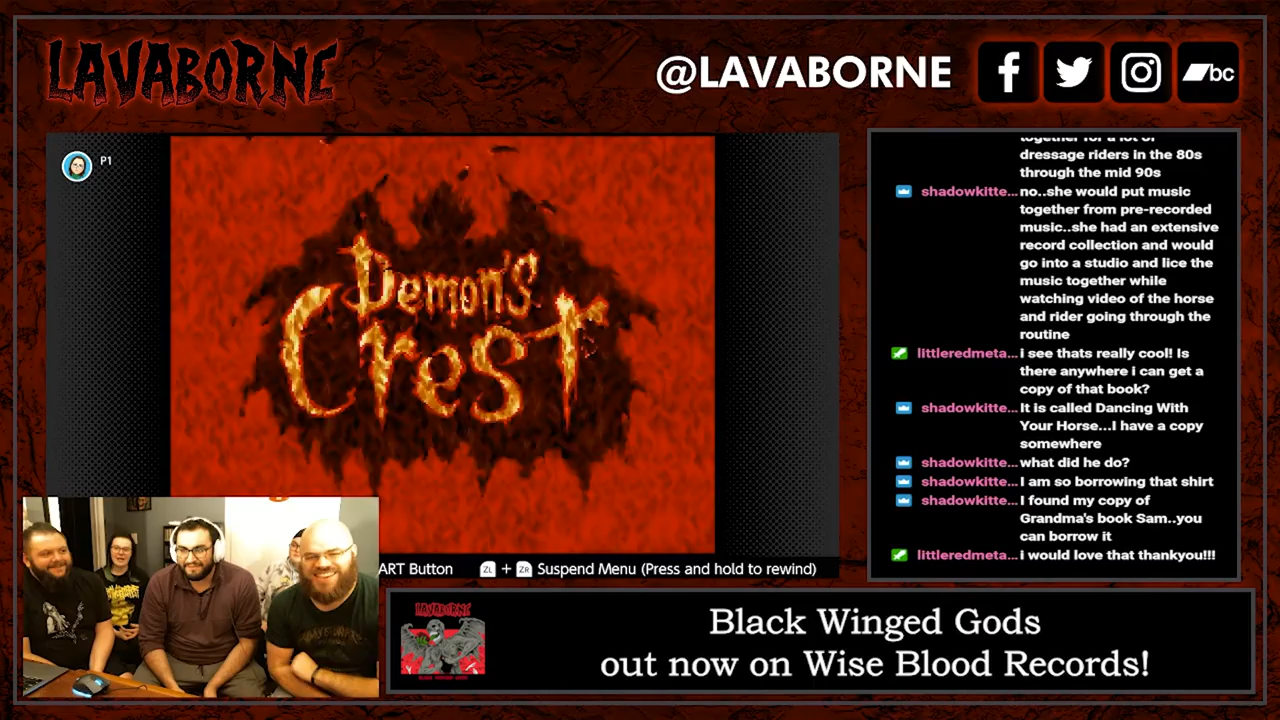 LAVABORNE
@LAVABORNE
bc
P1
Demon's
Crest
ART Button
ZL + ZR Suspend Menu (Press and hold to rewind)
dressage riders in the 80s
through the mid 90s
shadowkitte... no..she would put music
together from pre-recorded
music..she had an extensive
record collection and would
go into a studio and lice the
music together while
watching video of the horse
and rider going through the
routine
littleredmeta... i see thats really cool! Is
there anywhere i can get a
copy of that book?
shadowkitte... It is called Dancing With
Your Horse...I have a copy
somewhere
shadowkitte... what did he do?
shadowkitte... I am so borrowing that shirt
shadowkitte... I found my copy of
Grandma's book Sam..you
can borrow it
littleredmeta... i would love that thankyou!!!
LAVABORNE
Black Winged Gods
out now on Wise Blood Records!